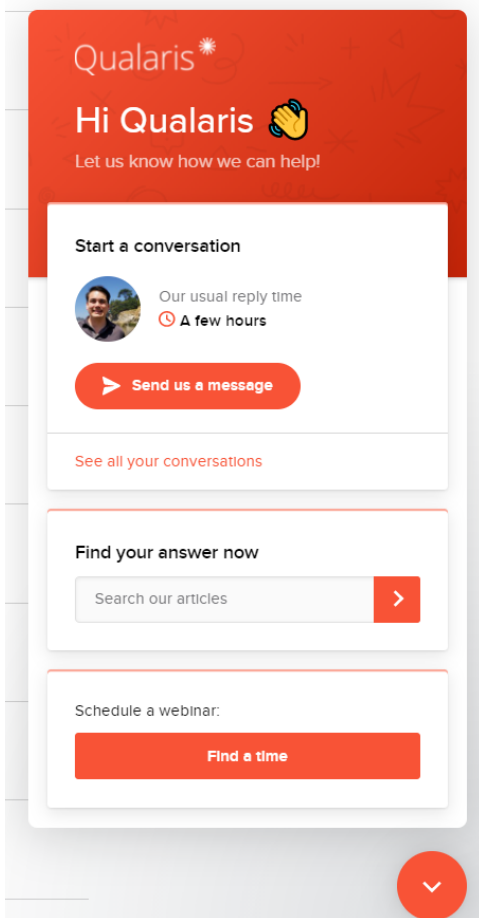 Qualaris
Hi Qualaris 👋
Let us know how we can help!
Start a conversation
Our usual reply time
A few hours
Send us a message
See all your conversations
Find your answer now
Search our articles
Schedule a webinar:
Find a time